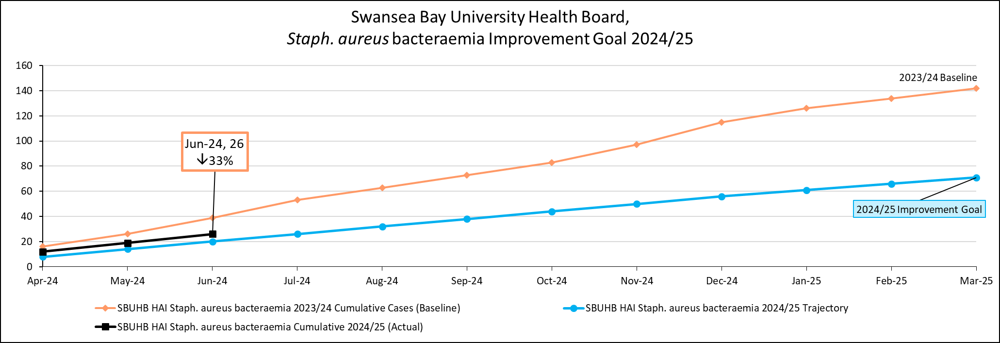 Swansea Bay University Health Board,
Staph. aureus bacteraemia Improvement Goal 2024/25
160
140
120
100
80
60
40
20
0
2023/24 Baseline
Jun-24, 26
↓33%
2024/25 Improvement Goal
Apr-24 May-24 Jun-24 Jul-24 Aug-24 Sep-24 Oct-24 Nov-24 Dec-24 Jan-25 Feb-25 Mar-25
SBUHB HAI Staph. aureus bacteraemia 2023/24 Cumulative Cases (Baseline)
SBUHB HAI Staph. aureus bacteraemia 2024/25 Trajectory
SBUHB HAI Staph. aureus bacteraemia Cumulative 2024/25 (Actual)